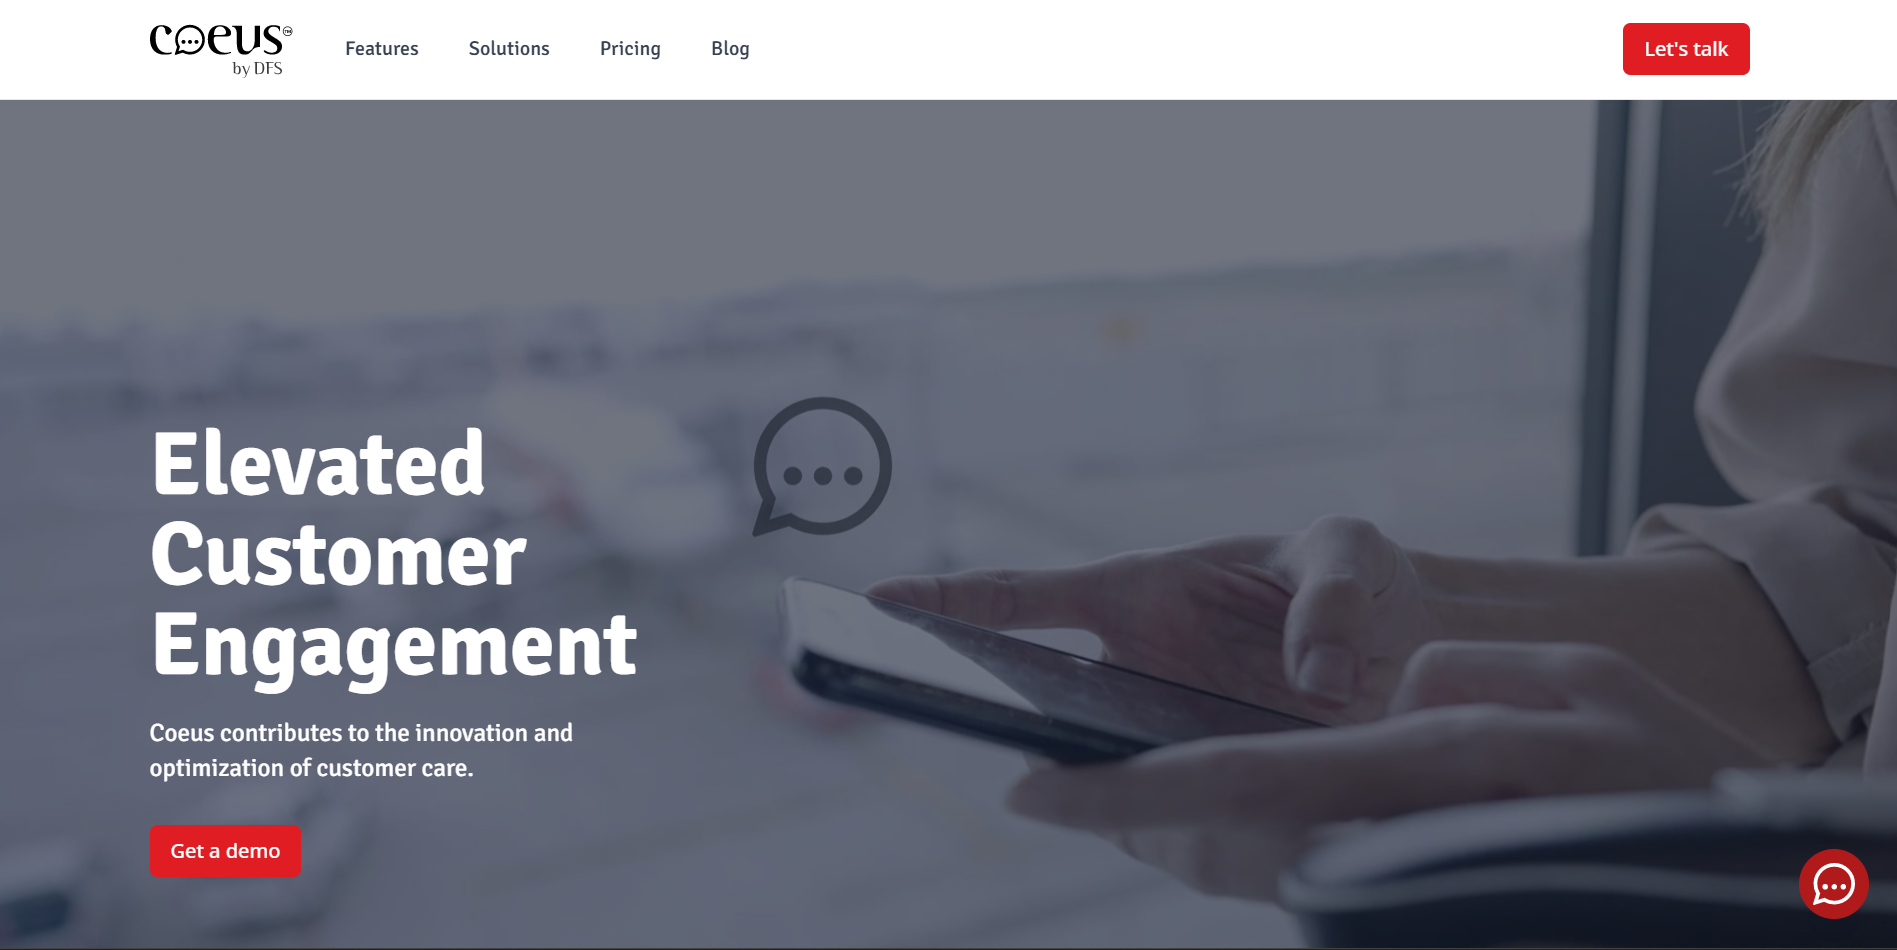 coeus™
by DFS
Features
Solutions
Pricing
Blog
Let's talk
Elevated
Customer
Engagement
Coeus contributes to the innovation and
optimization of customer care.
Get a demo